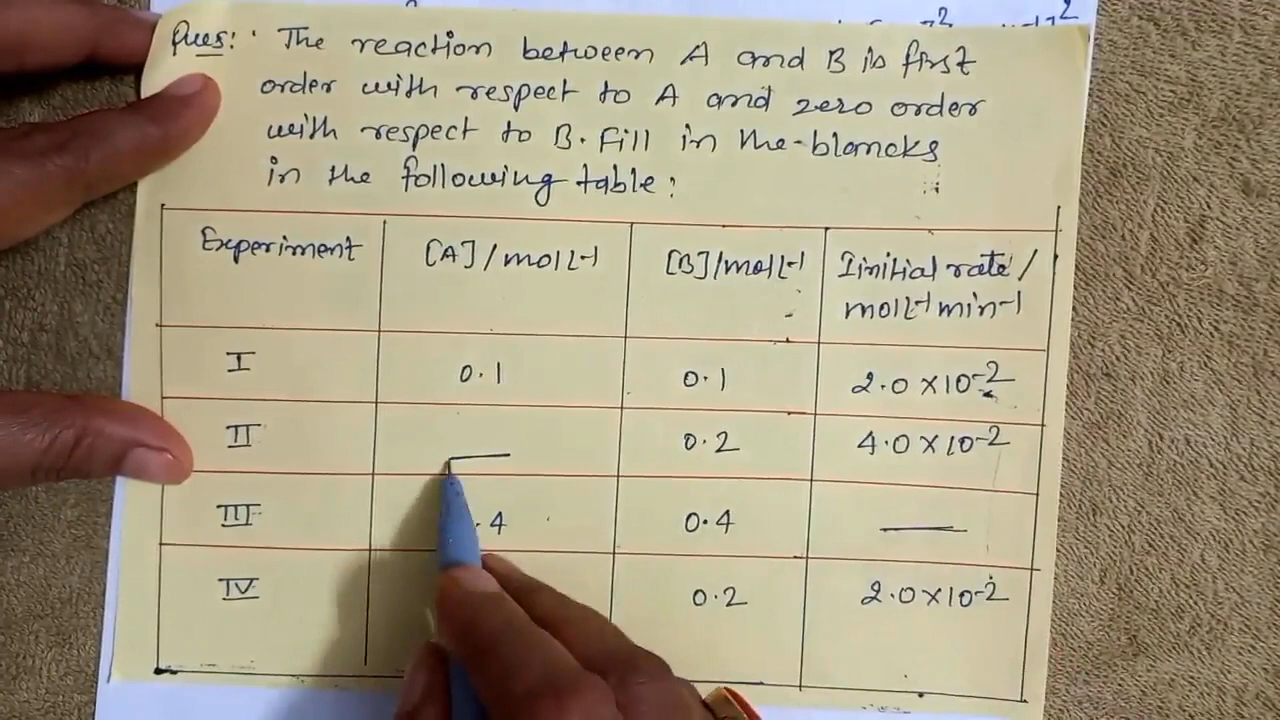 Ques: The reaction between A and B is first
order with respect to A and zero order
with respect to B. Fill in the blancks
in the following table:
Experiment [A]/mol L-1 [B]/mol L-1 Iinitial rate/
mol L-1 min-1
I 0.1 0.1 2.0 x 10-2
II 0.2 4.0 x 10-2
III .4 0.4
IV 0.2 2.0 x 10-2